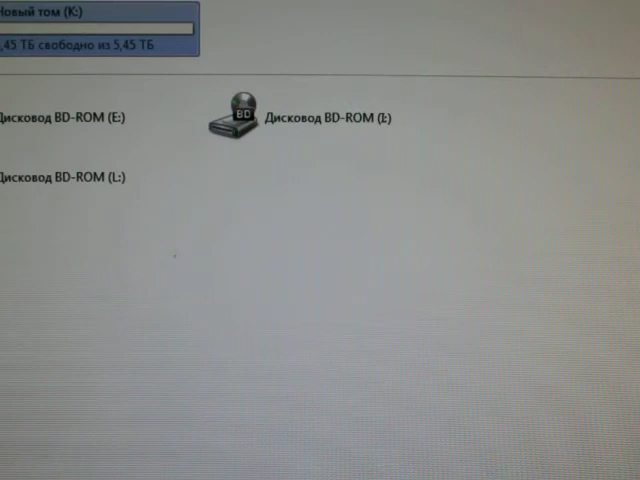 Новый том (K:)
,45 ТБ свободно из 5,45 ТБ
Дисковод BD-ROM (E:)
BD
Дисковод BD-ROM (I:)
Дисковод BD-ROM (L:)